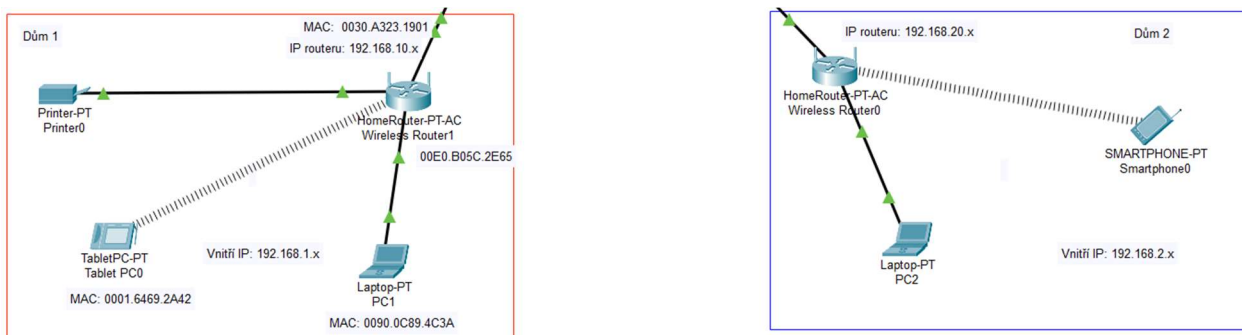 Dům 1
MAC: 0030.A323.1901
IP routeru: 192.168.10.x
Printer-PT
Printer0
HomeRouter-PT-AC
Wireless Router1
00E0.B05C.2E65
TabletPC-PT
Tablet PC0
MAC: 0001.6469.2A42
Vnitří IP: 192.168.1.x
Laptop-PT
PC1
MAC: 0090.0C89.4C3A
IP routeru: 192.168.20.x
Dům 2
HomeRouter-PT-AC
Wireless Router0
SMARTPHONE-PT
Smartphone0
Laptop-PT
PC2
Vnitří IP: 192.168.2.x